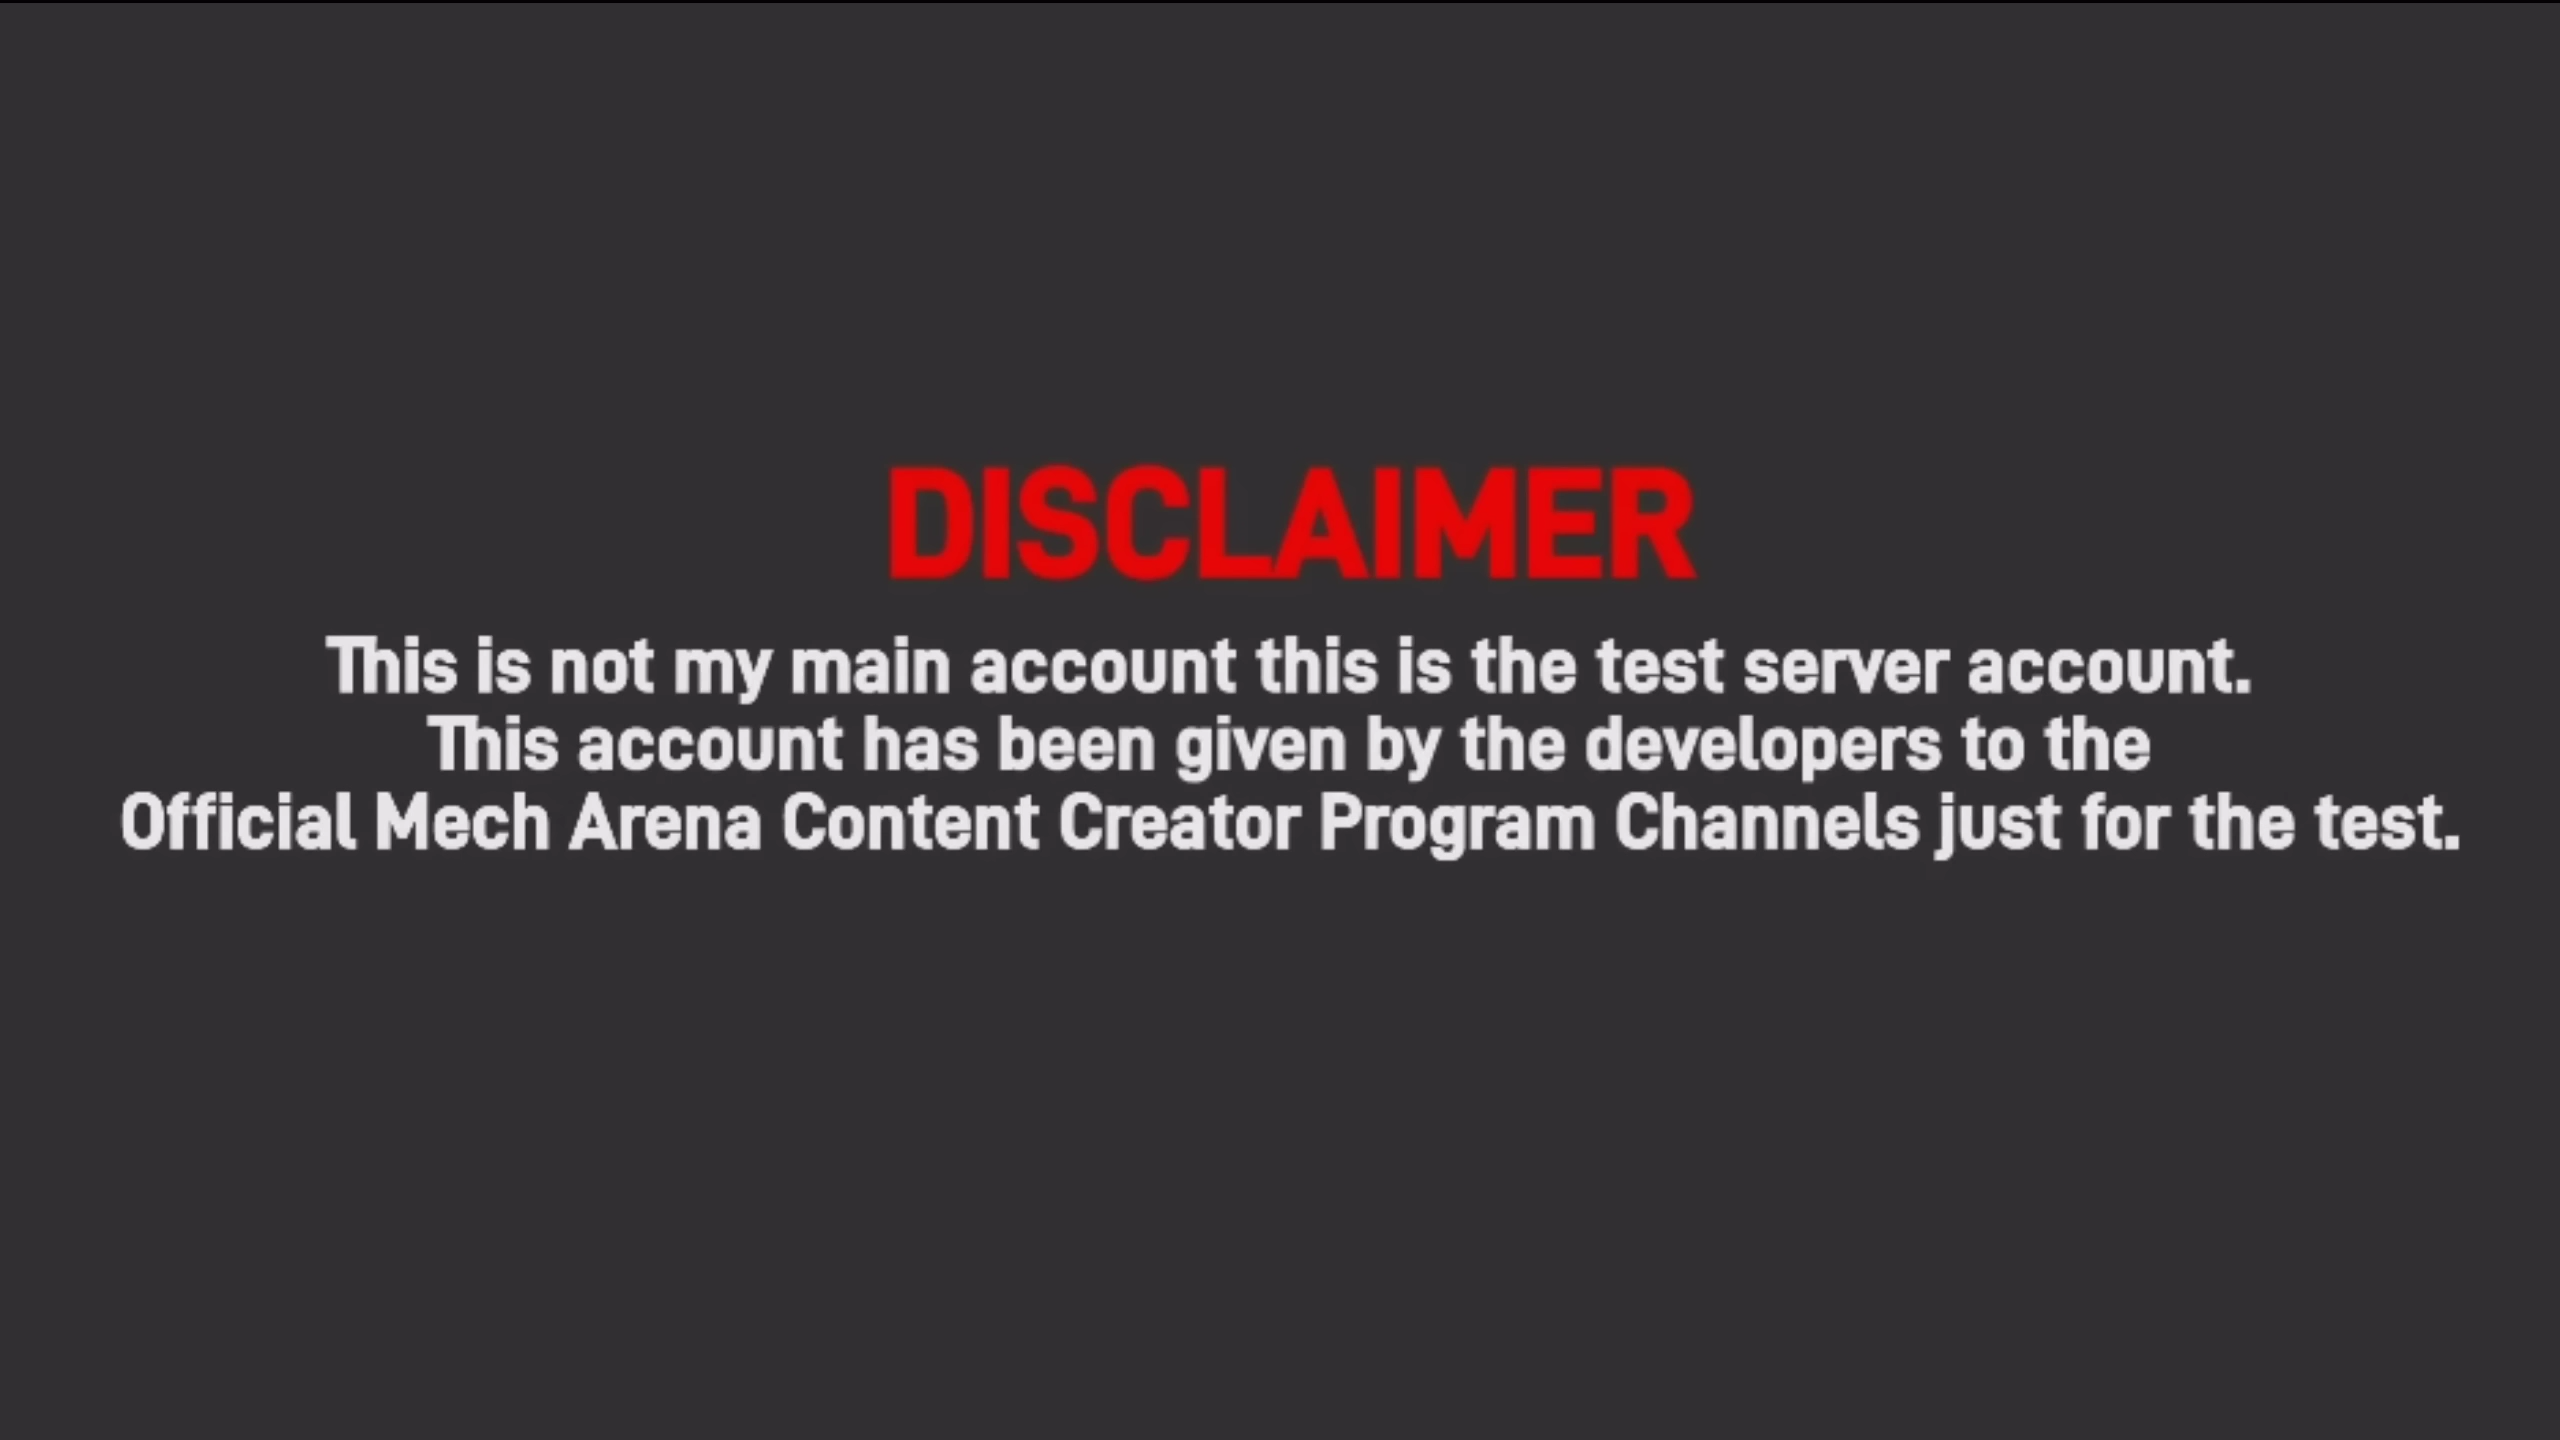 DISCLAIMER
This is not my main account this is the test server account.
This account has been given by the developers to the
Official Mech Arena Content Creator Program Channels just for the test.